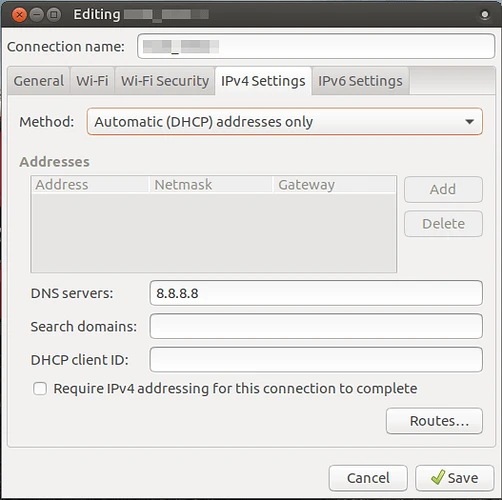 Editing
Connection name:
General Wi-Fi Wi-Fi Security IPv4 Settings IPv6 Settings
Method: Automatic (DHCP) addresses only
Addresses
Address Netmask Gateway
Add
Delete
DNS servers: 8.8.8.8
Search domains:
DHCP client ID:
Require IPv4 addressing for this connection to complete
Routes...
Cancel Save